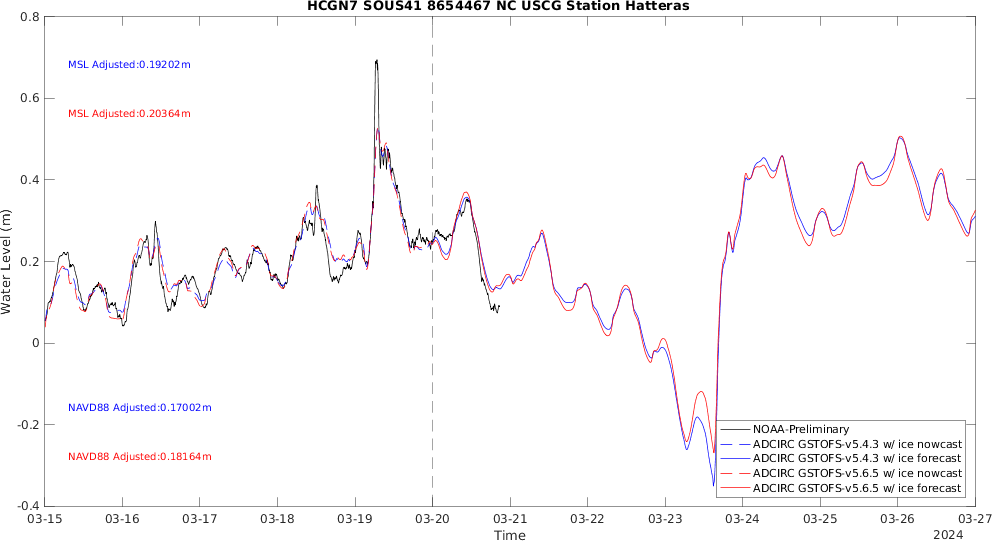 HCGN7 SOUS41 8654467 NC USCG Station Hatteras
0.8
0.6
0.4
0.2
0
-0.2
-0.4
Water Level (m)
MSL Adjusted:0.19202m
MSL Adjusted:0.20364m
NAVD88 Adjusted:0.17002m
NAVD88 Adjusted:0.18164m
NOAA-Preliminary
ADCIRC GSTOFS-v5.4.3 w/ ice nowcast
ADCIRC GSTOFS-v5.4.3 w/ ice forecast
ADCIRC GSTOFS-v5.6.5 w/ ice nowcast
ADCIRC GSTOFS-v5.6.5 w/ ice forecast
03-15 03-16 03-17 03-18 03-19 03-20 03-21 03-22 03-23 03-24 03-25 03-26 03-27
Time
2024